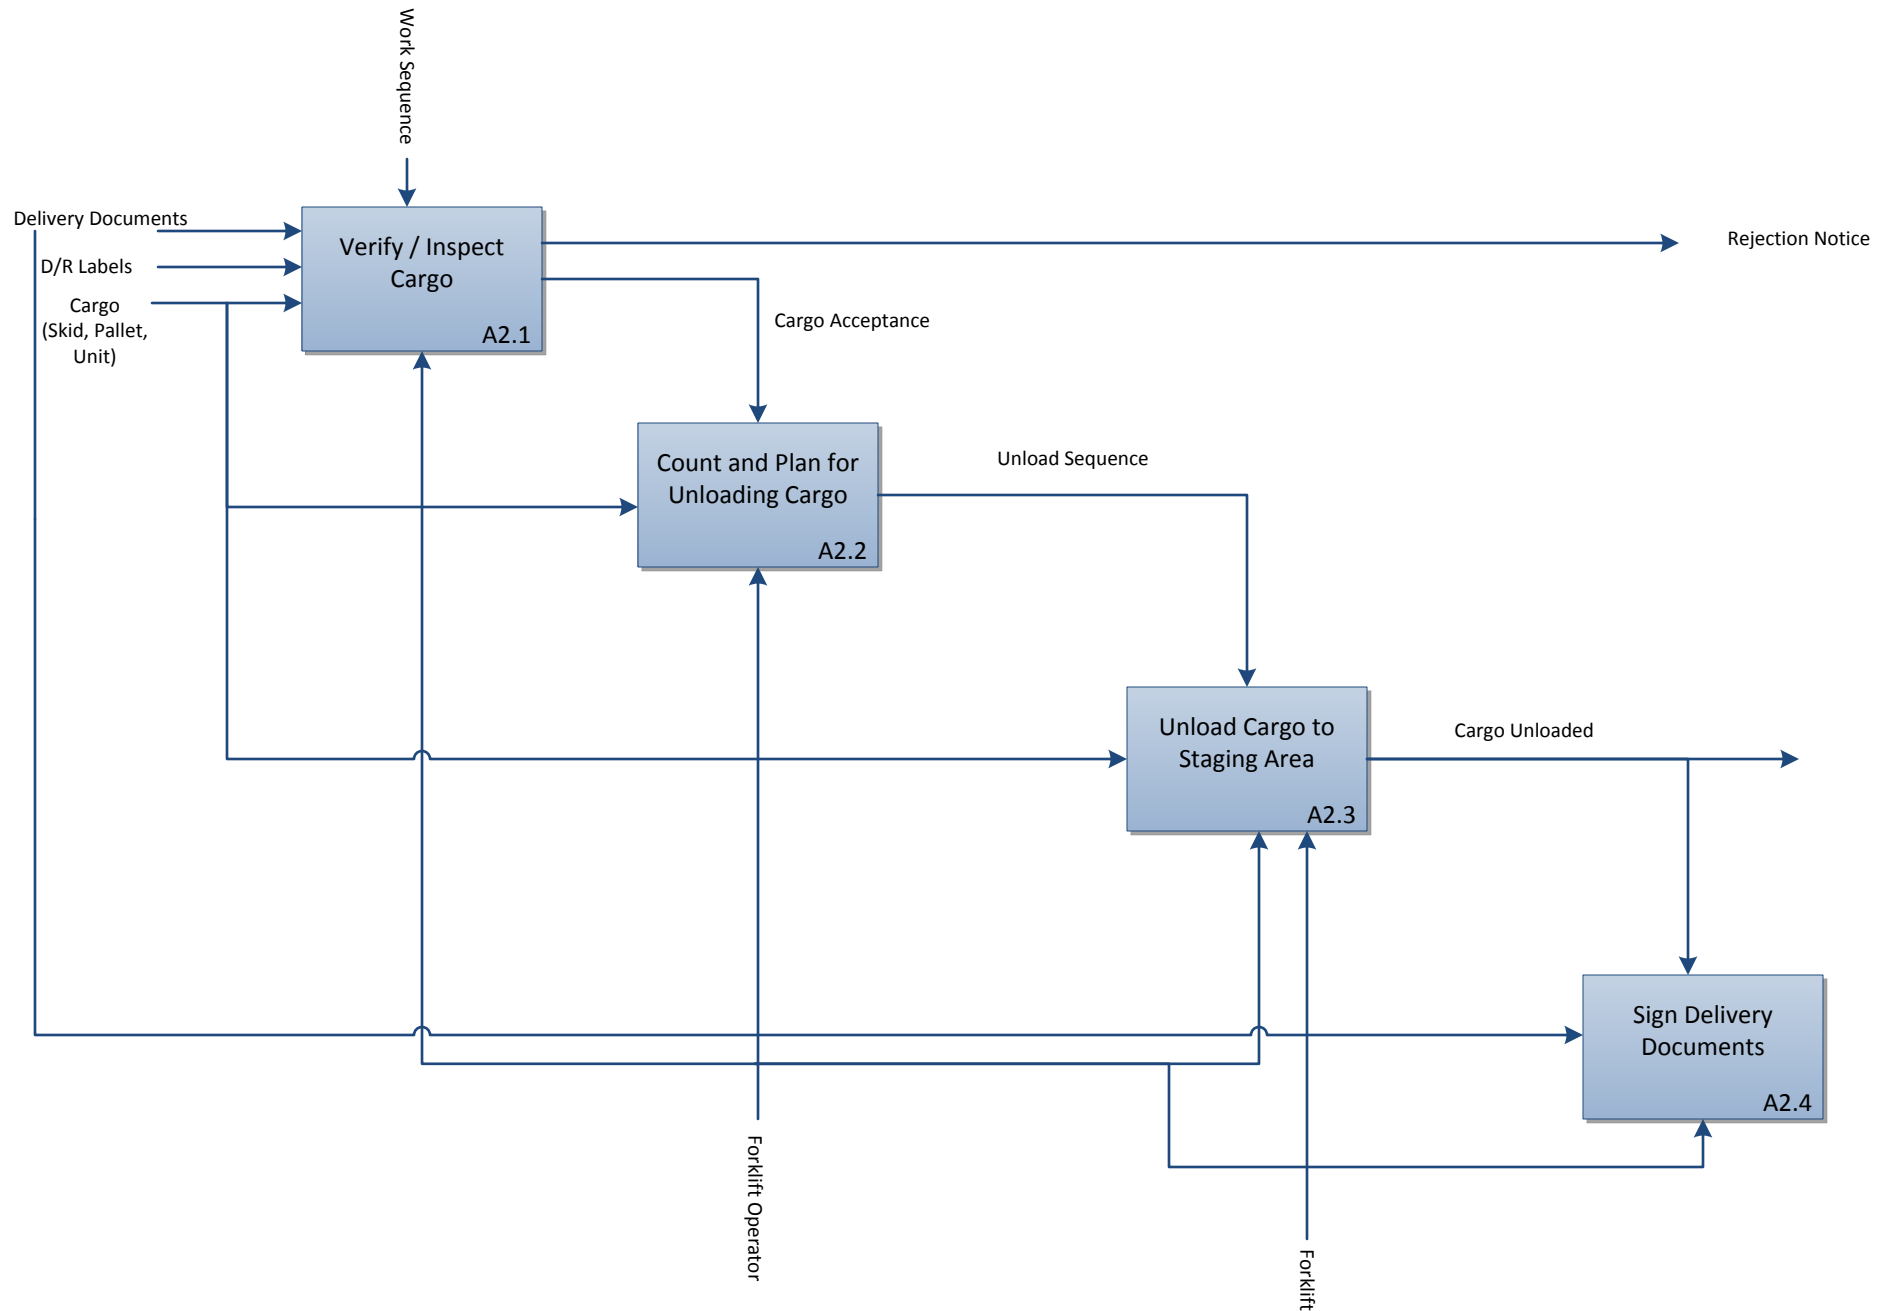 Work Sequence
Delivery Documents
D/R Labels
Cargo
(Skid, Pallet,
Unit)
Verify / Inspect
Cargo
A2.1
Rejection Notice
Cargo Acceptance
Count and Plan for
Unloading Cargo
A2.2
Unload Sequence
Unload Cargo to
Staging Area
A2.3
Cargo Unloaded
Sign Delivery
Documents
A2.4
Forklift Operator
Forklift